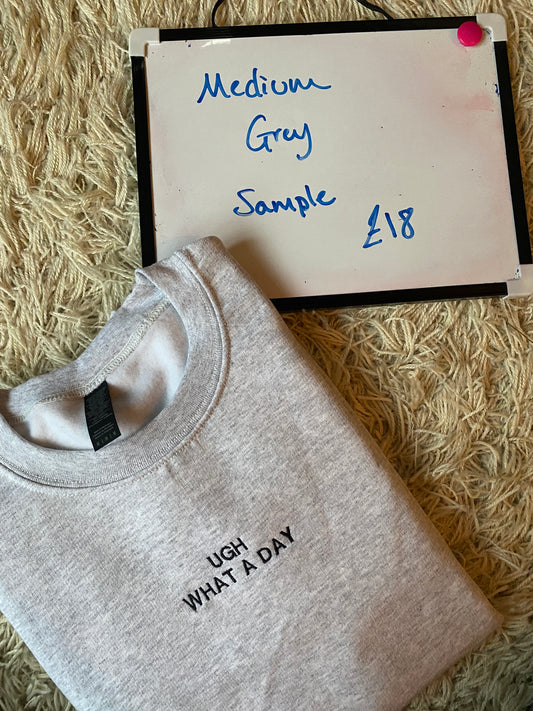 Medium
Grey
Sample
£18
UGH
WHAT A DAY